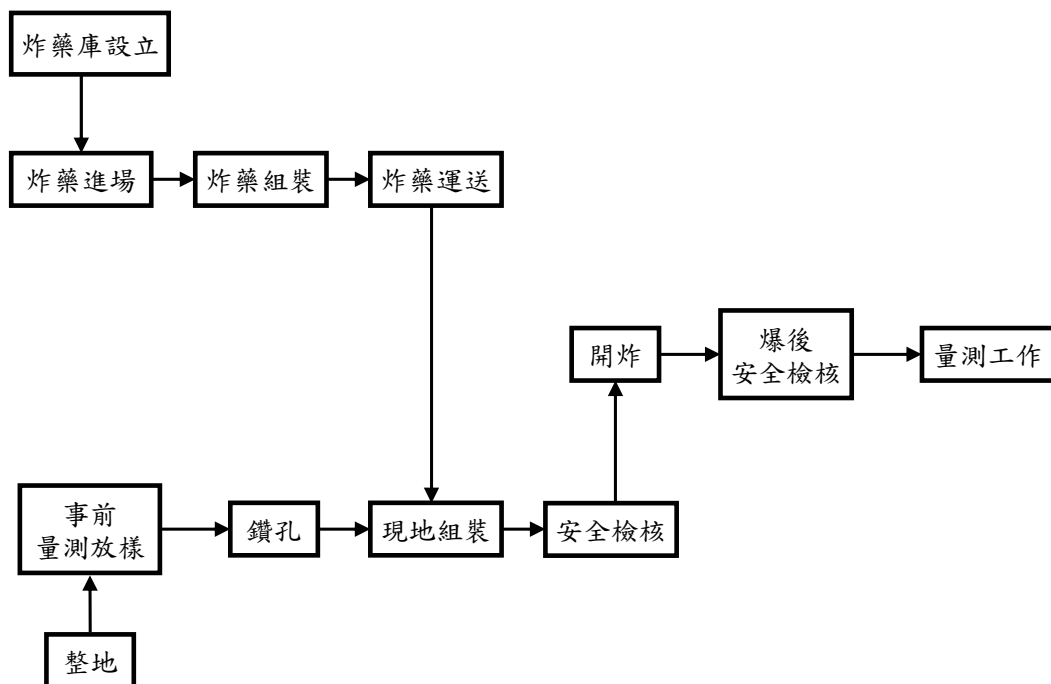 炸藥庫設立
炸藥進場
炸藥組裝
炸藥運送
開炸
爆後
安全檢核
量測工作
事前
量測放樣
鑽孔
現地組裝
安全檢核
整地